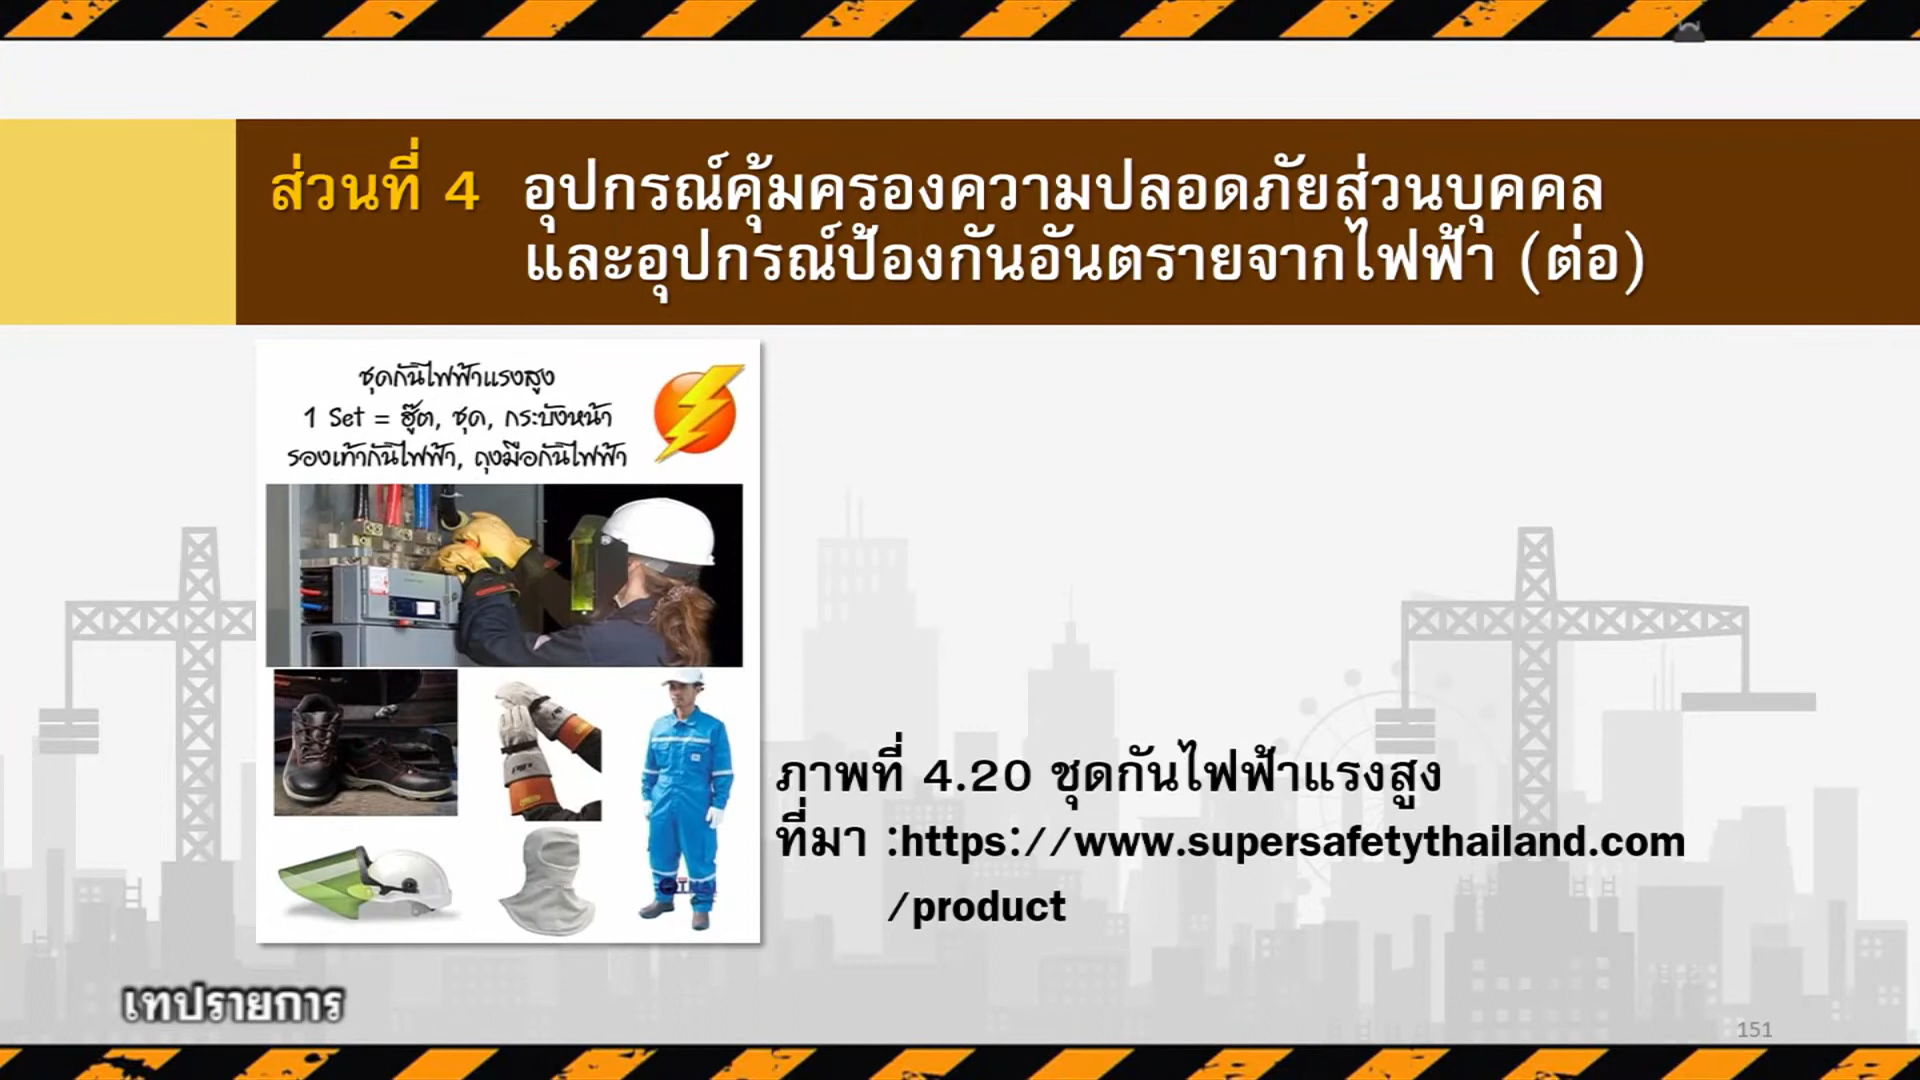 ส่วนที่ 4 อุปกรณ์คุ้มครองความปลอดภัยส่วนบุคคล
และอุปกรณ์ป้องกันอันตรายจากไฟฟ้า (ต่อ)
ชุดกันไฟฟ้าแรงสูง
1 Set = ฮู๊ต, ชุด, กระบังหน้า
รองเท้ากันไฟฟ้า, ถุงมือกันไฟฟ้า
ภาพที่ 4.20 ชุดกันไฟฟ้าแรงสูง
ที่มา :https://www.supersafetythailand.com
/product
เทปรายการ
151